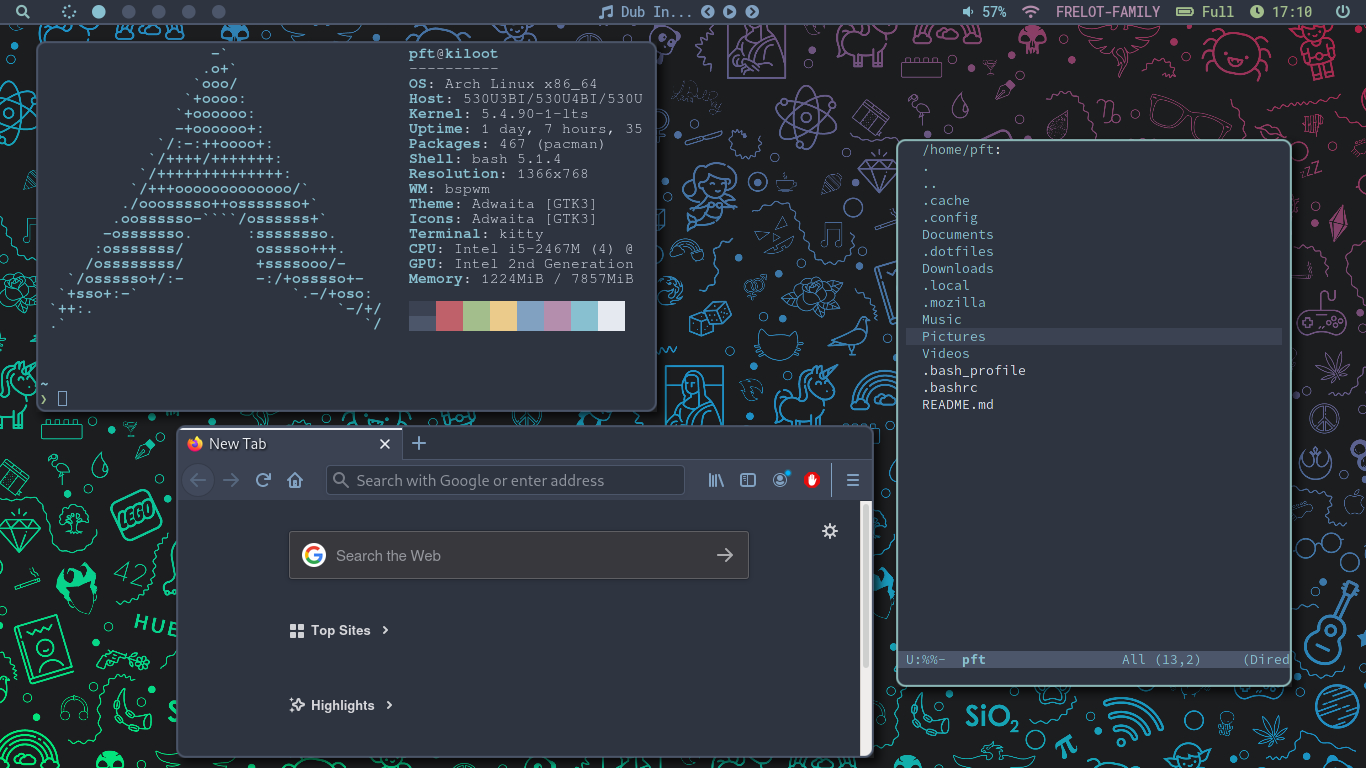 Dub In...
57%
FRELOT-FAMILY
Full
17:10
pft@kiloot
----------
OS: Arch Linux x86_64
Host: 530U3BI/530U4BI/530U
Kernel: 5.4.90-1-lts
Uptime: 1 day, 7 hours, 35
Packages: 467 (pacman)
Shell: bash 5.1.4
Resolution: 1366x768
WM: bspwm
Theme: Adwaita [GTK3]
Icons: Adwaita [GTK3]
Terminal: kitty
CPU: Intel i5-2467M (4) @
GPU: Intel 2nd Generation
Memory: 1224MiB / 7857MiB
-`
.o+`
`ooo/
`+oooo:
`+oooooo:
-+oooooo+:
`/:-:++oooo+:
`/++++/+++++++:
`/++++++++++++++:
`/+++ooooooooooooo/`
./ooosssso++osssssso+`
.oossssso-````/ossssss+`
-osssssso.      :ssssssso.
:osssssss/        osssso+++.
/ossssssss/        +ssssooo/-
`/ossssso+/:-        -:/+osssso+-
`+sso+:-`                 `.-/+oso:
`++:.                           `-/+/
.`                                 `/
~
❯
/home/pft:
.
..
.cache
.config
Documents
.dotfiles
Downloads
.local
.mozilla
Music
Pictures
Videos
.bash_profile
.bashrc
README.md
U:%%-  pft
All (13,2)
(Dired
New Tab
Search with Google or enter address
Search the Web
Top Sites
Highlights
LEGO
42
HUB
SiO2
π
zzz